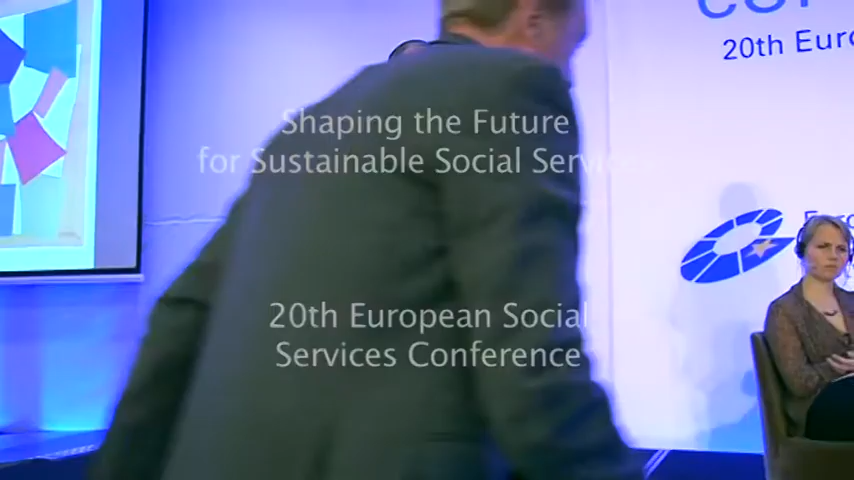 20th Euro
Shaping the Future
for Sustainable Social Services
20th European Social
Services Conference